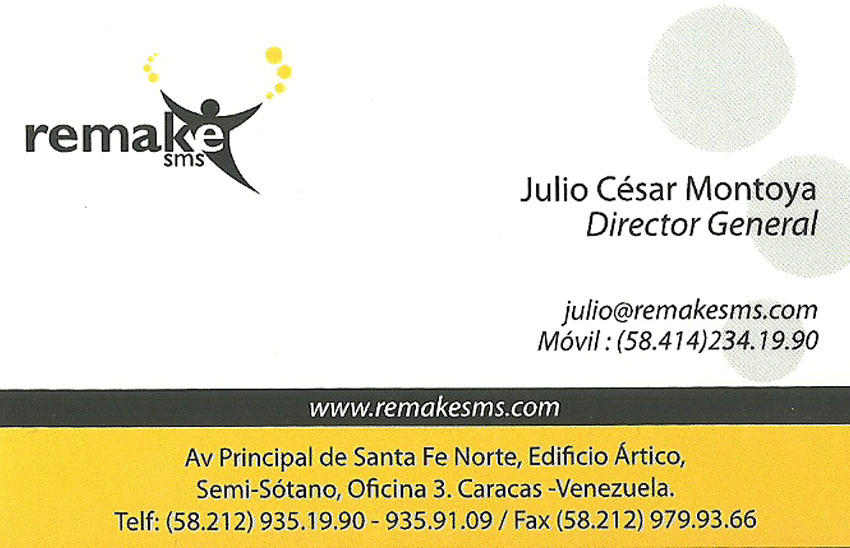 remake
sms
Julio César Montoya
Director General
julio@remakesms.com
Móvil : (58.414)234.19.90
www.remakesms.com
Av Principal de Santa Fe Norte, Edificio Ártico,
Semi-Sótano, Oficina 3. Caracas -Venezuela.
Telf: (58.212) 935.19.90 - 935.91.09 / Fax (58.212) 979.93.66